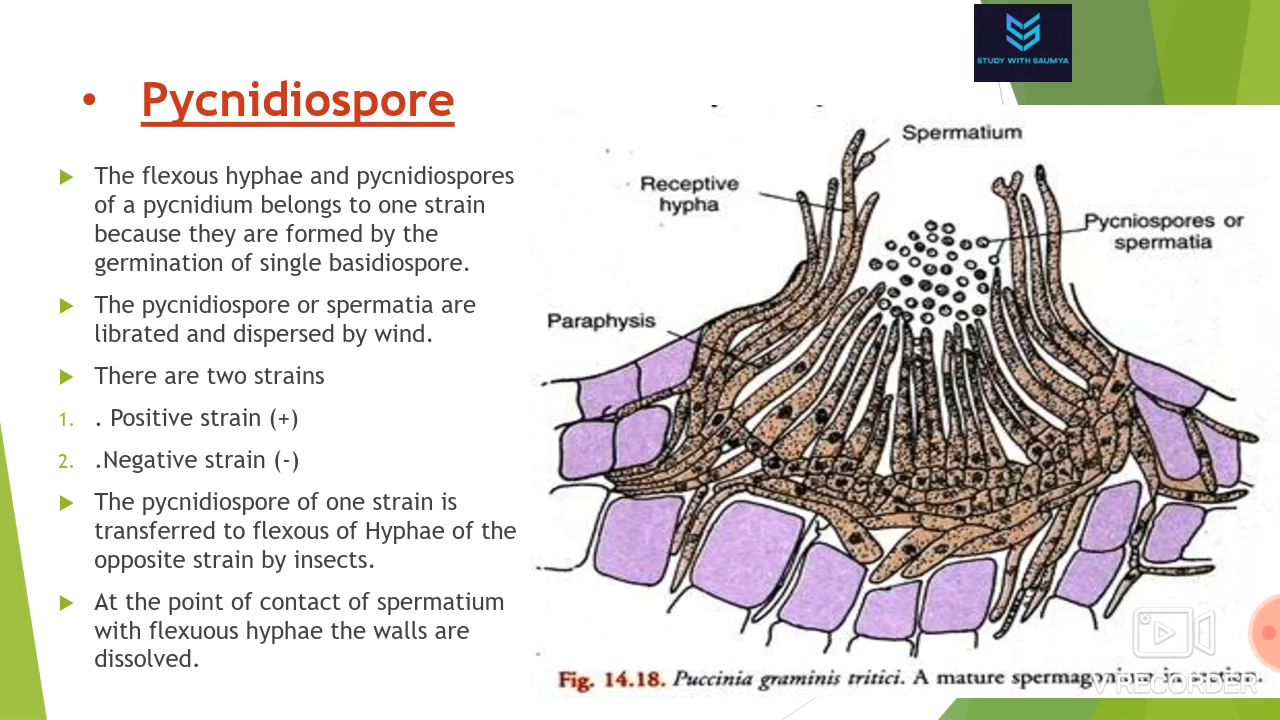 STUDY WITH SAUMYA
• Pycnidiospore
The flexous hyphae and pycnidiospores
of a pycnidium belongs to one strain
because they are formed by the
germination of single basidiospore.
The pycnidiospore or spermatia are
librated and dispersed by wind.
There are two strains
1. . Positive strain (+)
2. .Negative strain (-)
The pycnidiospore of one strain is
transferred to flexous of Hyphae of the
opposite strain by insects.
At the point of contact of spermatium
with flexuous hyphae the walls are
dissolved.
Spermatium
Receptive
hypha
Pycniospores or
spermatia
Paraphysis
Fig. 14.18. Puccinia graminis tritici. A mature spermagonium in section.
V RECORDER